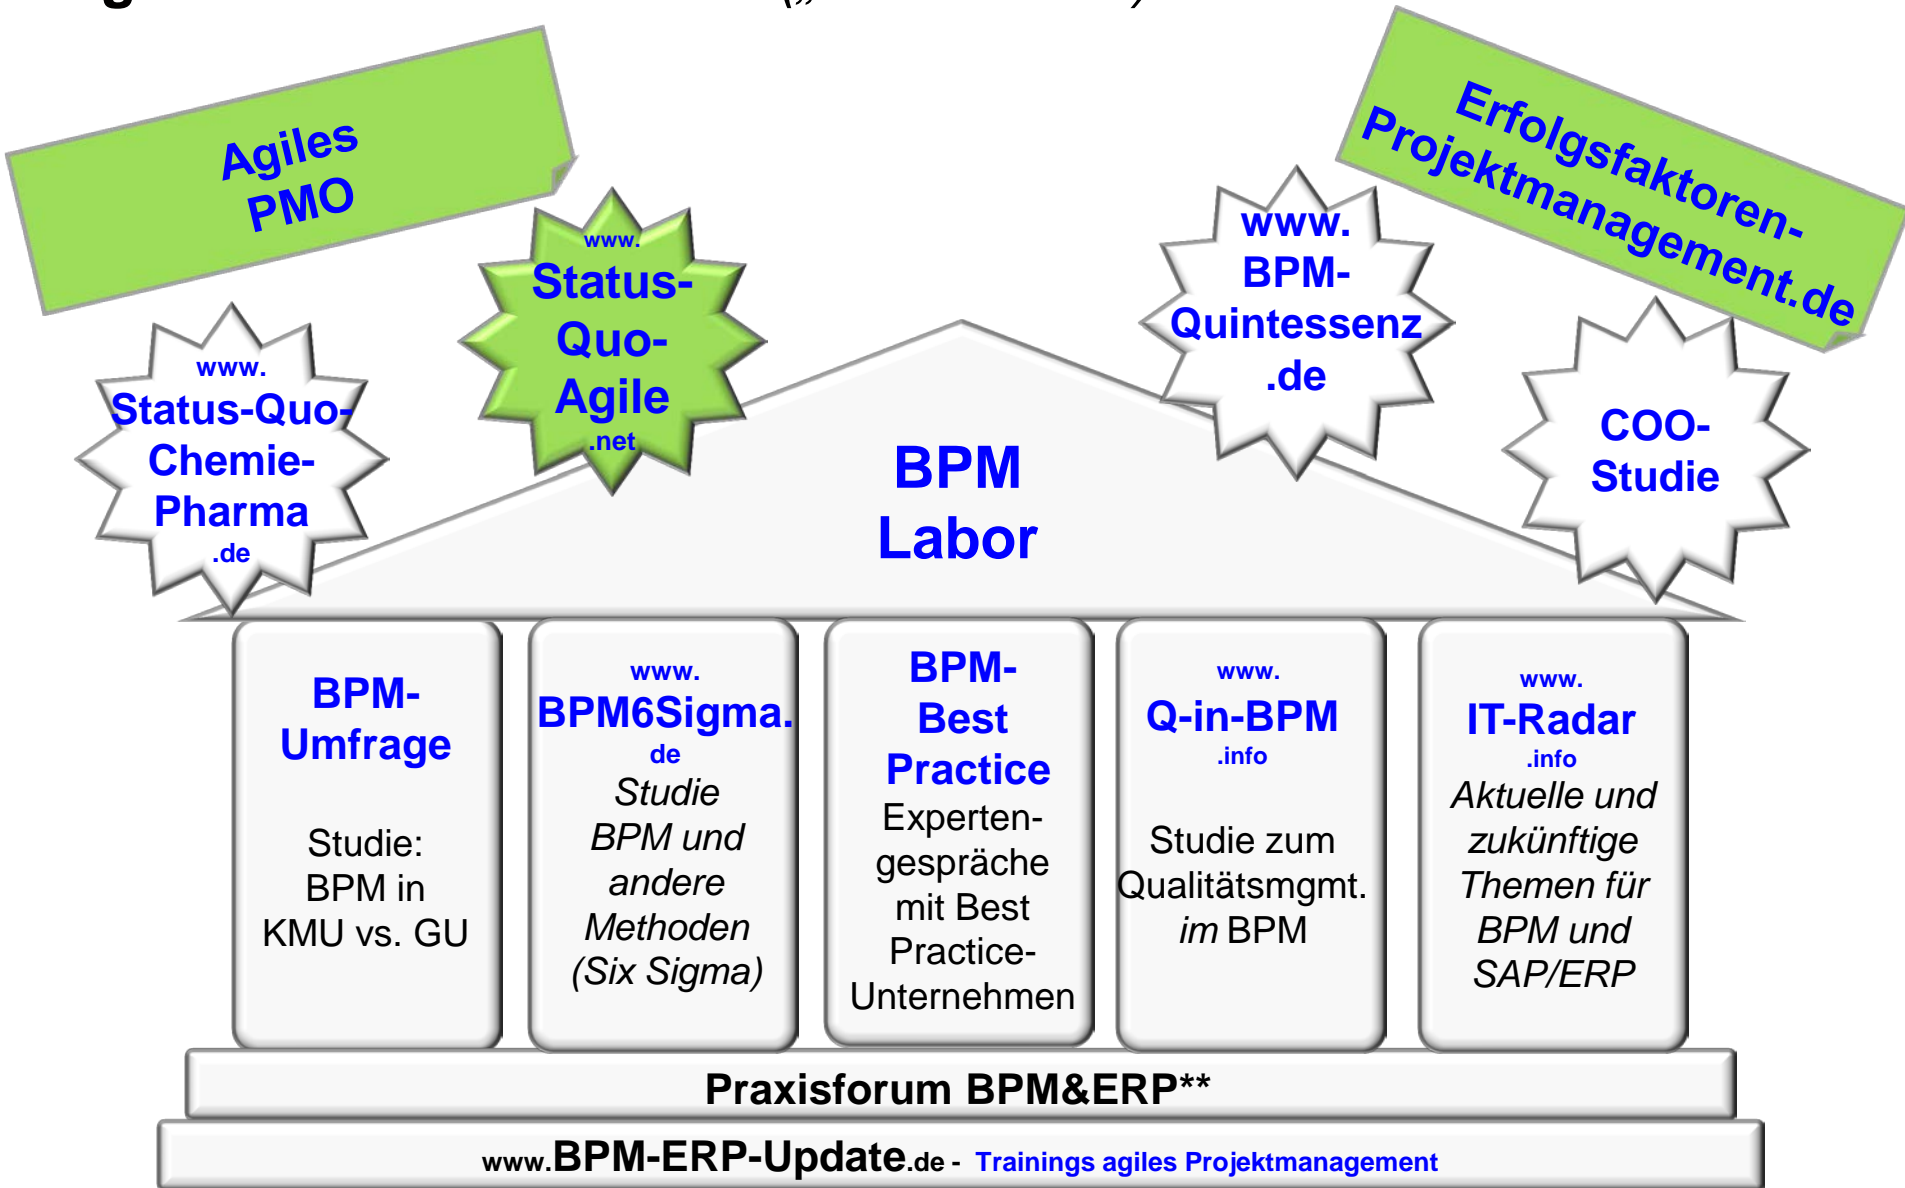 Agiles
PMO
Erfolgsfaktoren-
Projektmanagement.de
www.
Status-
Quo-
Agile
.net
www.
BPM-
Quintessenz
.de
www.
Status-Quo-
Chemie-
Pharma
.de
COO-
Studie
BPM
Labor
BPM-
Umfrage
Studie:
BPM in
KMU vs. GU
www.
BPM6Sigma.
de
Studie
BPM und
andere
Methoden
(Six Sigma)
BPM-
Best
Practice
Experten-
gespräche
mit Best
Practice-
Unternehmen
www.
Q-in-BPM
.info
Studie zum
Qualitätsmgmt.
im BPM
www.
IT-Radar
.info
Aktuelle und
zukünftige
Themen für
BPM und
SAP/ERP
Praxisforum BPM&ERP**
www.BPM-ERP-Update.de - Trainings agiles Projektmanagement